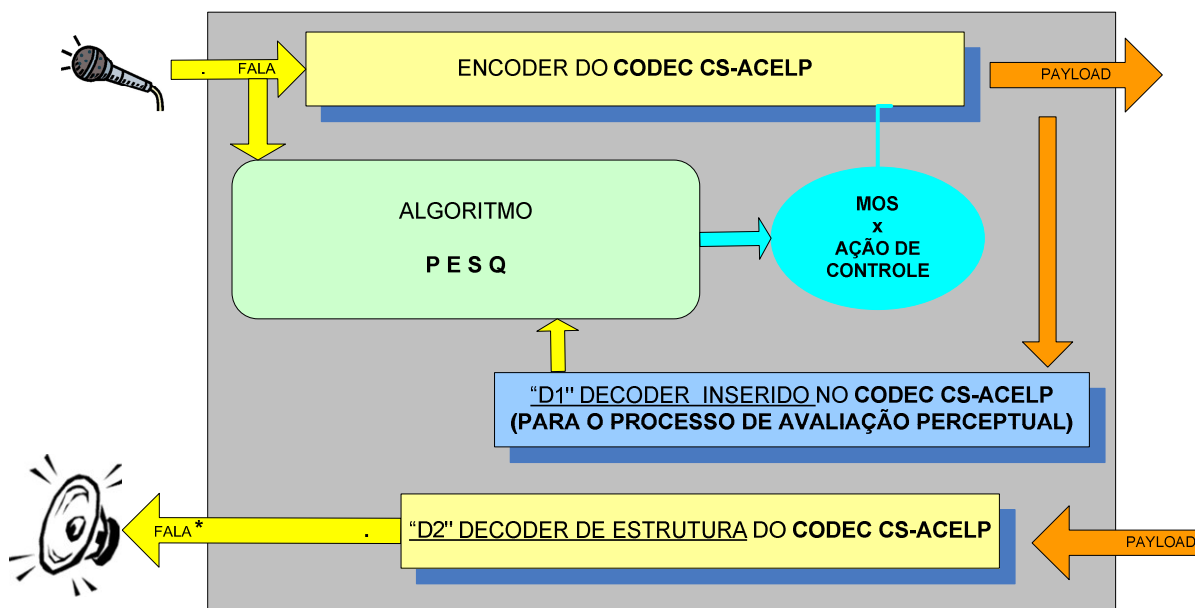 ENCODER DO CODEC CS-ACELP
. FALA
PAYLOAD
ALGORITMO
P E S Q
MOS
x
AÇÃO DE
CONTROLE
“D1" DECODER INSERIDO NO CODEC CS-ACELP
(PARA O PROCESSO DE AVALIAÇÃO PERCEPTUAL)
“D2" DECODER DE ESTRUTURA DO CODEC CS-ACELP
FALA * .
PAYLOAD